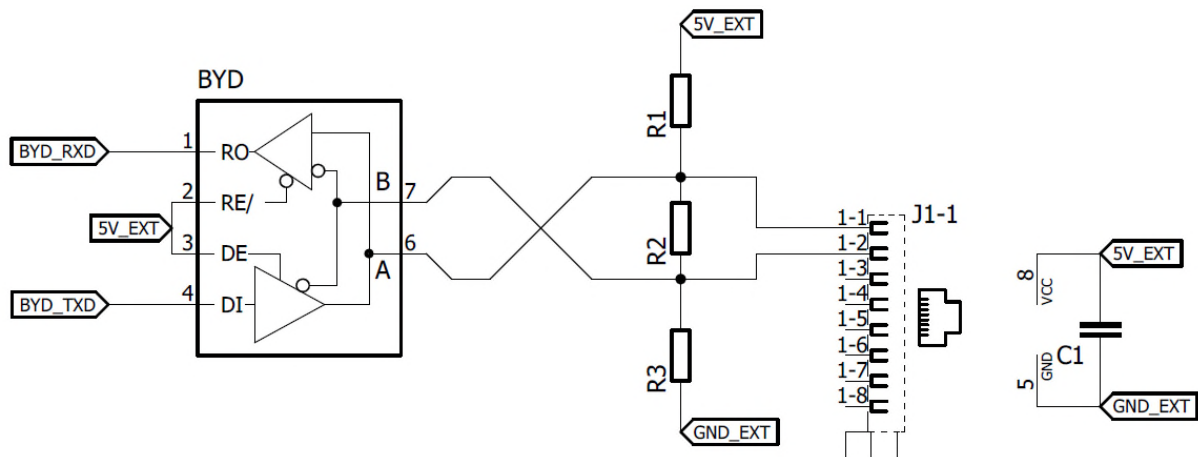 5V_EXT
BYD
R1
BYD_RXD
1
RO
B
7
2
RE/
5V_EXT
3
DE
A
6
BYD_TXD
4
DI
R2
R3
GND_EXT
J1-1
1-1
1-2
1-3
1-4
1-5
1-6
1-7
1-8
5V_EXT
8
VCC
C1
5
GND
GND_EXT